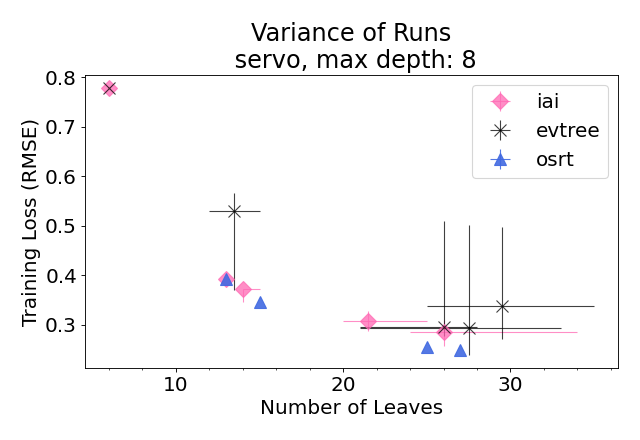 Variance of Runs
servo, max depth: 8
Training Loss (RMSE)
0.8
0.7
0.6
0.5
0.4
0.3
iai
evtree
osrt
10
20
30
Number of Leaves